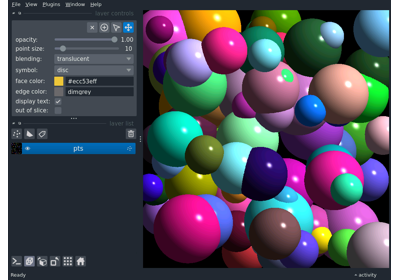 File View Plugins Window Help
layer controls
opacity: 1.00
point size: 10
blending: translucent
symbol: disc
face color: #ecc53eff
edge color: dimgrey
display text: ✓
out of slice:
layer list
pts
Ready
activity